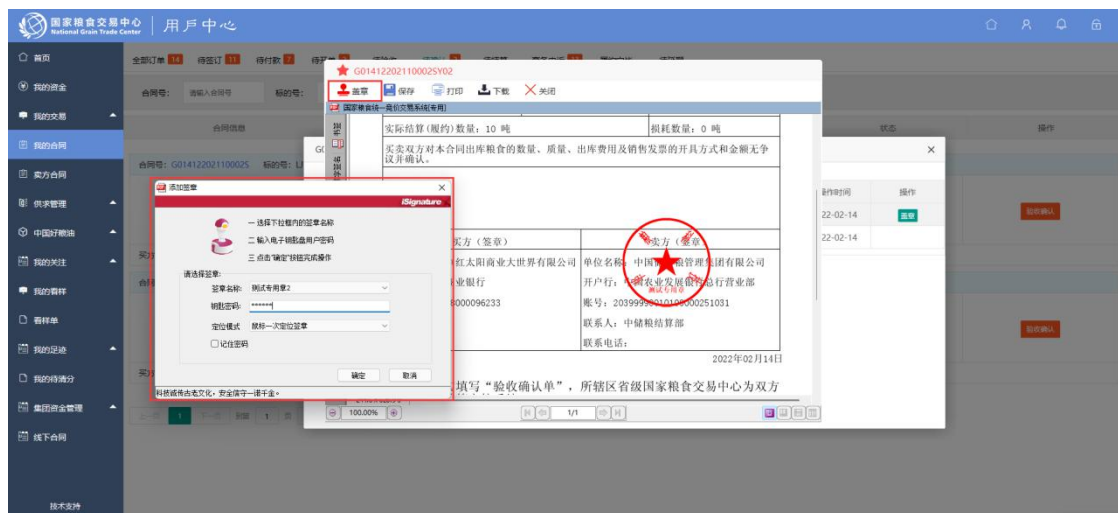 国家粮食交易中心
National Grain Trade Center
用户中心
首页
我的资金
我的交易
我的合同
卖方合同
供求管理
中国好粮油
我的关注
我的看样
看样单
我的足迹
我的待清分
集团资金管理
线下合同
技术支持
全部订单 14 待签订 11 待付款 7
合同号: 请输入合同号 标的号:
合同信息 状态 操作
合同号: G014122021100025 标的号:
验收确认
验收确认
操作时间 操作
22-02-14 盖章
22-02-14
G01412202110002SY02
盖章 保存 打印 下载 关闭
国家粮食统一竞价交易系统[专用]
实际结算(履约)数量: 10 吨 损耗数量: 0 吨
买卖双方对本合同出库粮食的数量、质量、出库费用及销售发票的开具方式和金额无争
议并确认。
买方（签章） 卖方（签章）
红太阳商业大世界有限公司 单位名称: 中国储备粮管理集团有限公司
业银行 开户行: 中国农业发展银行总行营业部
8000096233
测试专用章
联系人: 中储粮结算部
联系电话:
2022年02月14日
填写“验收确认单”，所辖区省级国家粮食交易中心为双方
100.00% 1/1
添加签章
iSignature
一 选择下拉框内的签章名称
二 输入电子钥匙盘用户密码
三 点击"确定"按钮完成操作
请选择签章:
签章名称: 测试专用章2
钥匙密码: ******
定位模式 鼠标一次定位签章
记住密码
确定 取消
科技诚传古老文化，安全信守一诺千金。